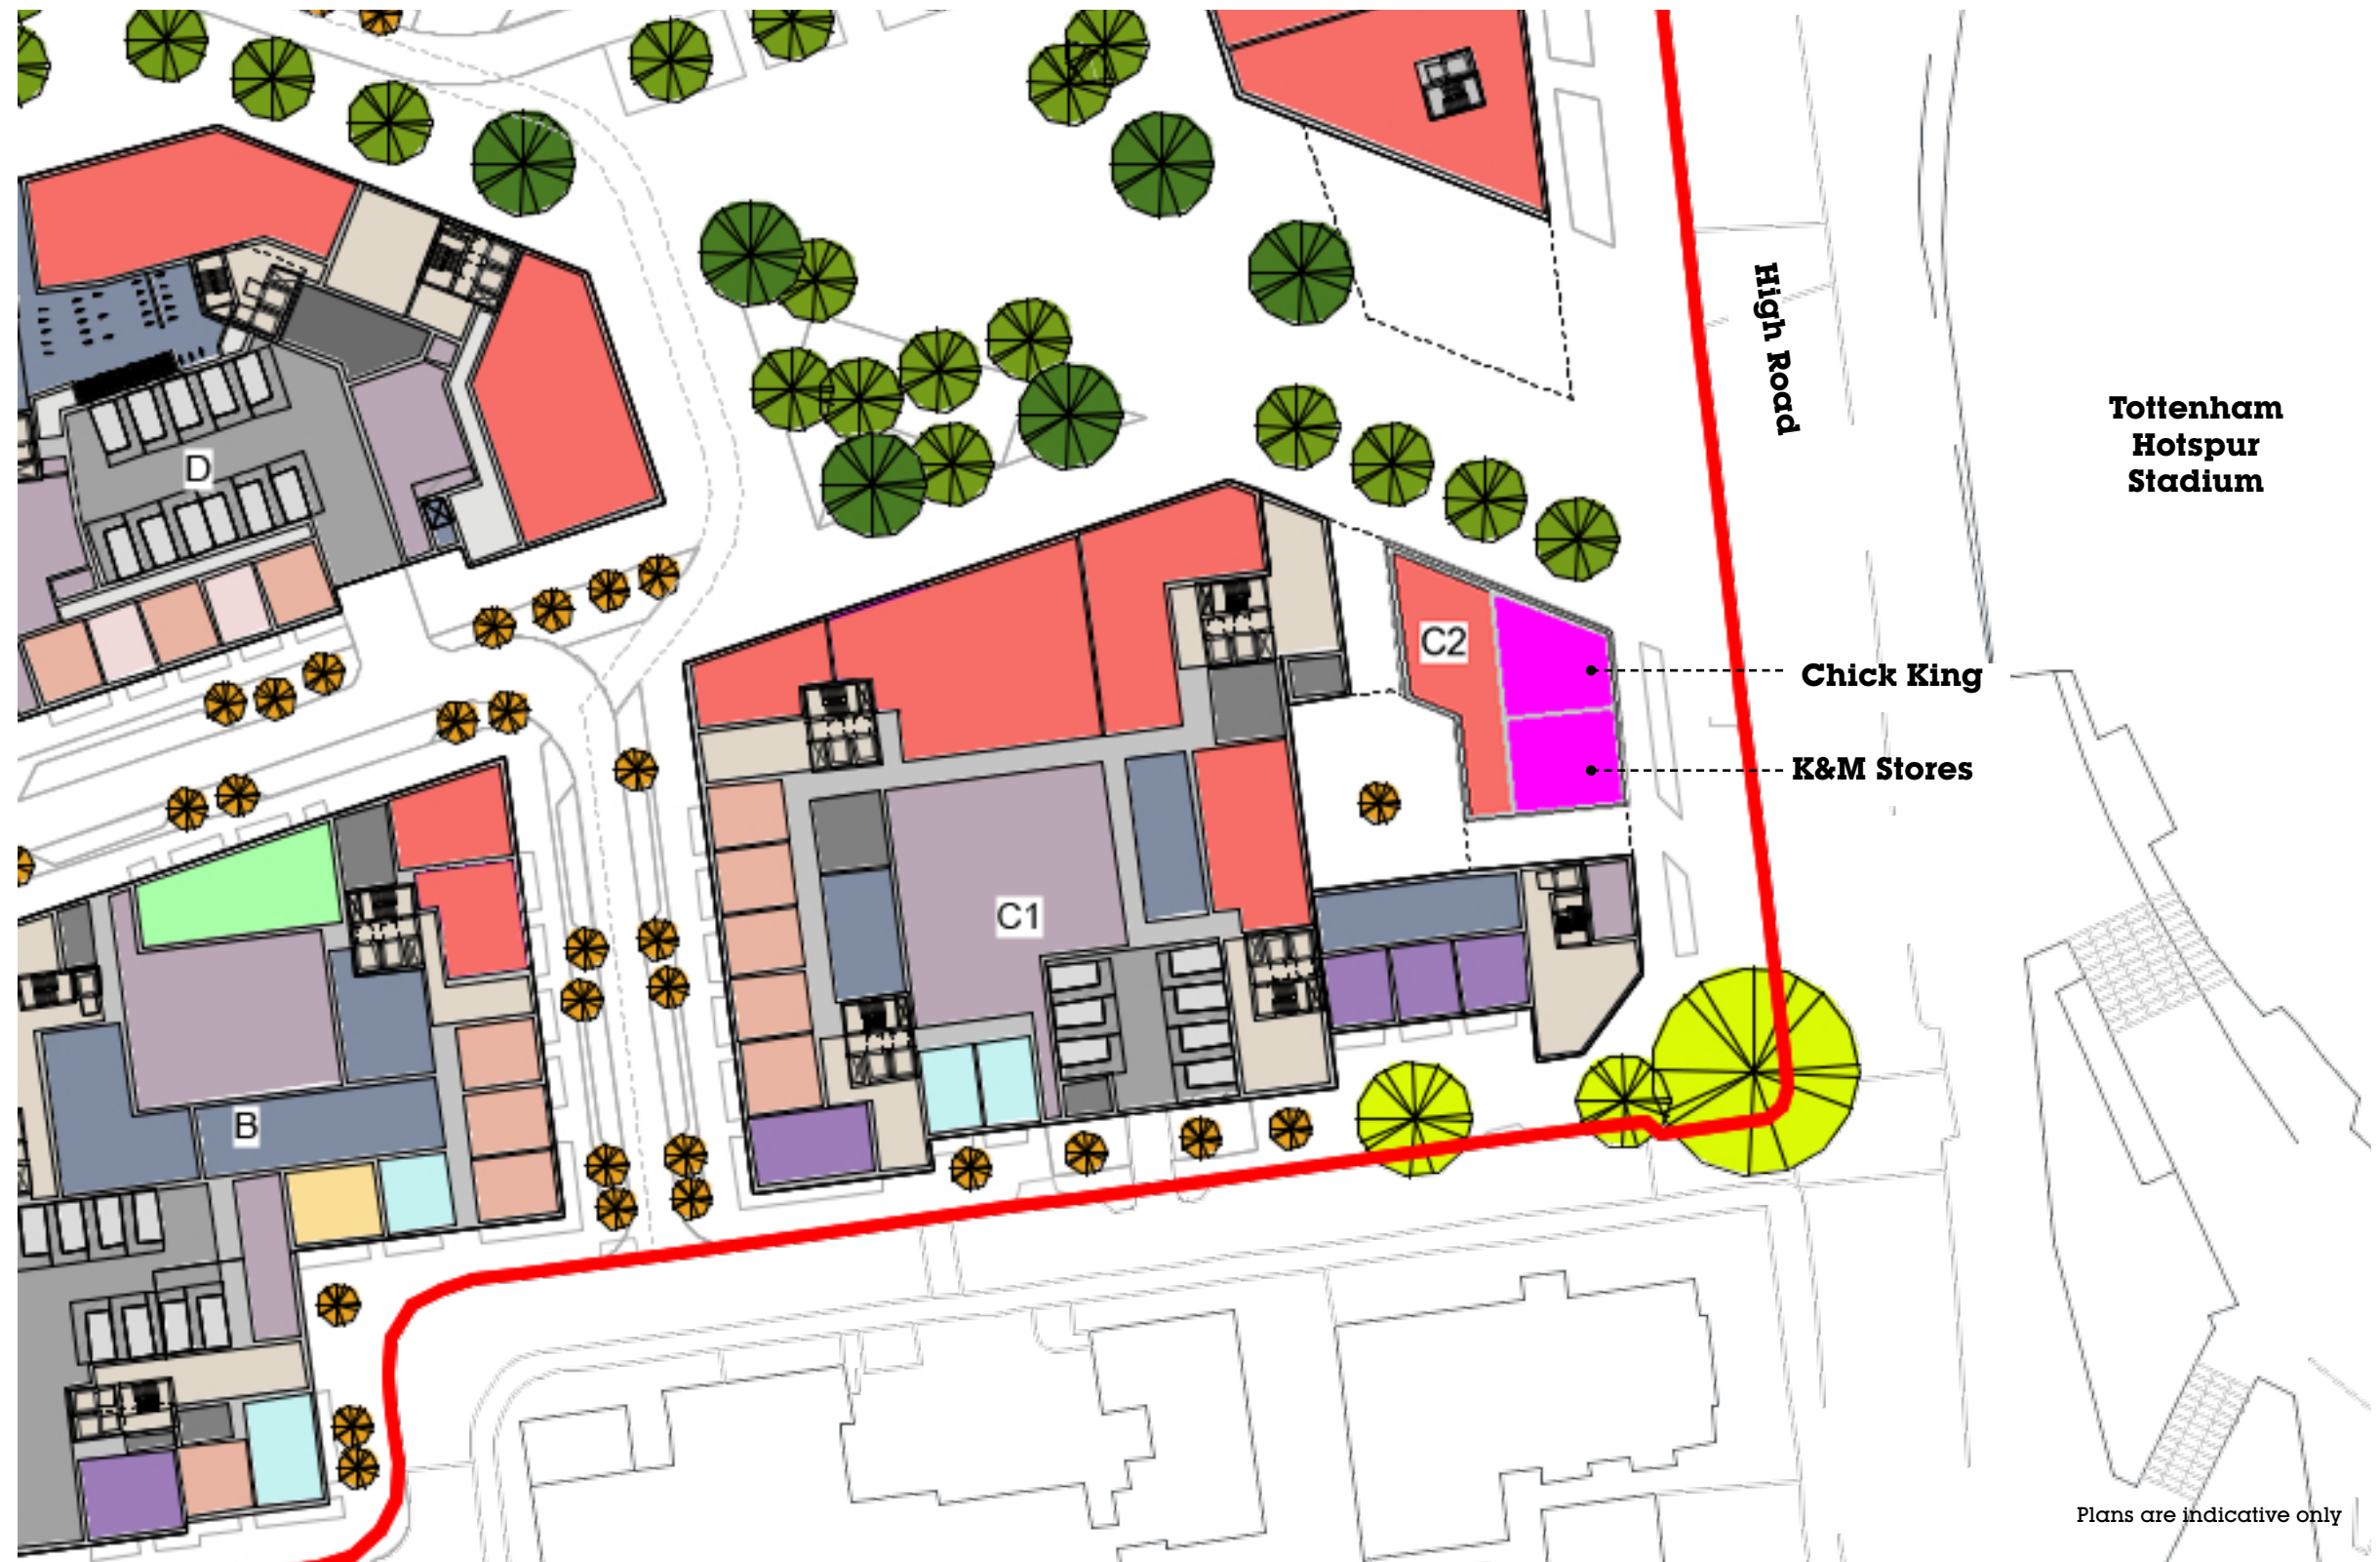 High Road
Tottenham
Hotspur
Stadium
D
C2
Chick King
K&M Stores
C1
B
Plans are indicative only